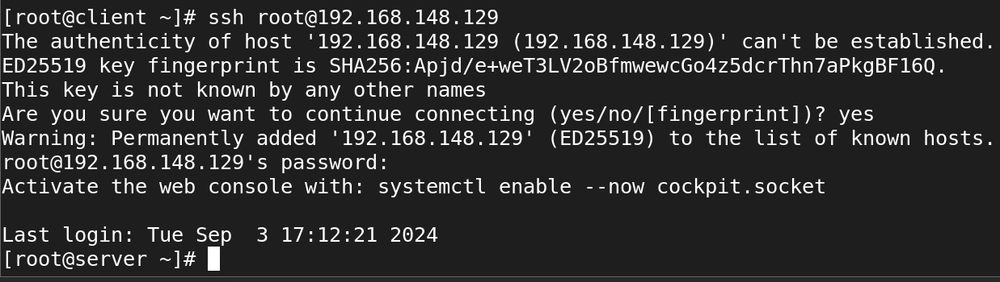 [root@client ~]# ssh root@192.168.148.129
The authenticity of host '192.168.148.129 (192.168.148.129)' can't be established.
ED25519 key fingerprint is SHA256:Apjd/e+weT3LV2oBfmwewcGo4z5dcrThn7aPkgBF16Q.
This key is not known by any other names
Are you sure you want to continue connecting (yes/no/[fingerprint])? yes
Warning: Permanently added '192.168.148.129' (ED25519) to the list of known hosts.
root@192.168.148.129's password:
Activate the web console with: systemctl enable --now cockpit.socket

Last login: Tue Sep  3 17:12:21 2024
[root@server ~]#